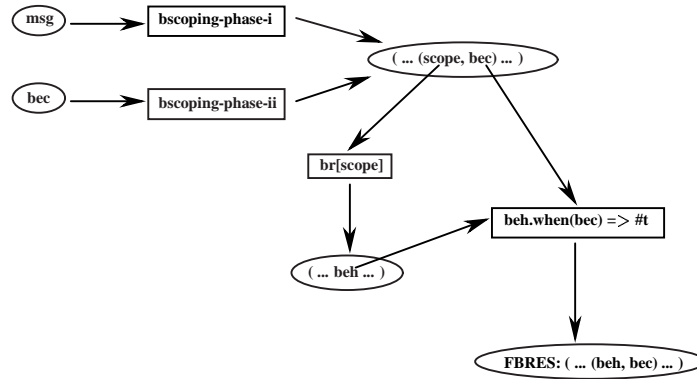 msg
bscoping-phase-i
( ... (scope, bec) ... )
bec
bscoping-phase-ii
br[scope]
beh.when(bec) => #t
( ... beh ... )
FBRES: ( ... (beh, bec) ... )